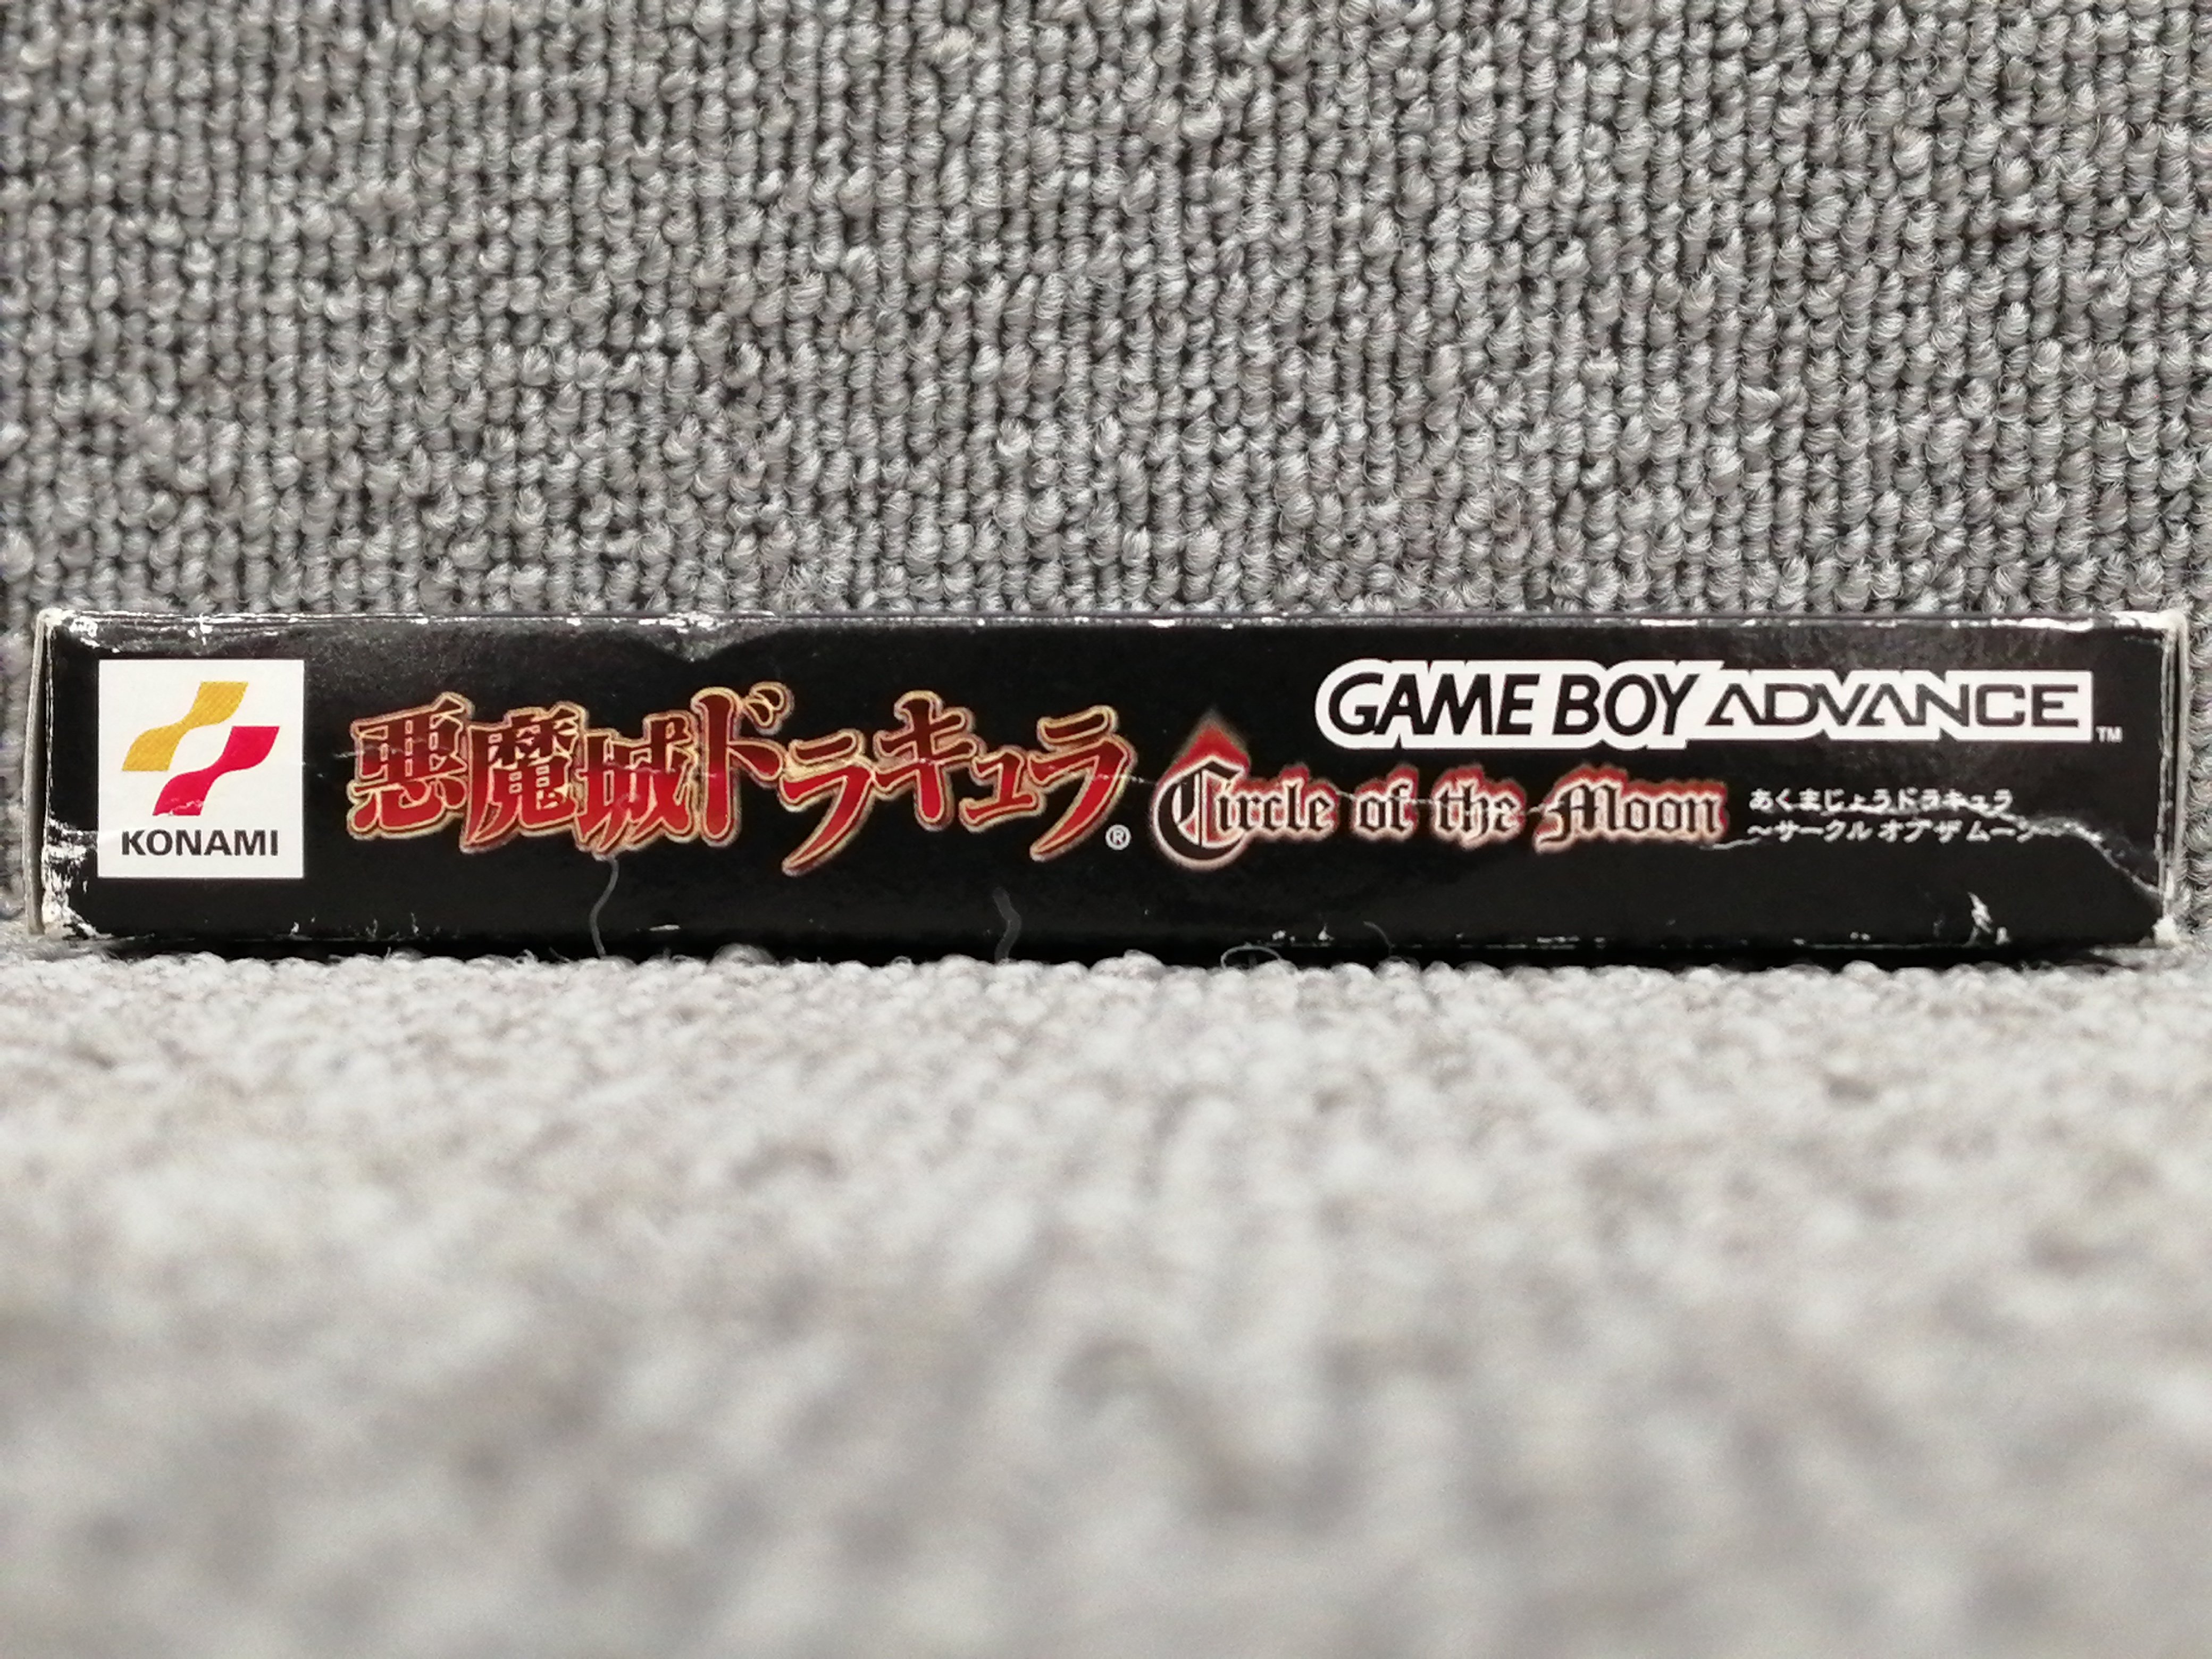 KONAMI
悪魔城ドラキュラ®
Circle of the Moon
GAME BOY ADVANCE™
あくまじょうドラキュラ
～サークル オブ ザ ムーン～